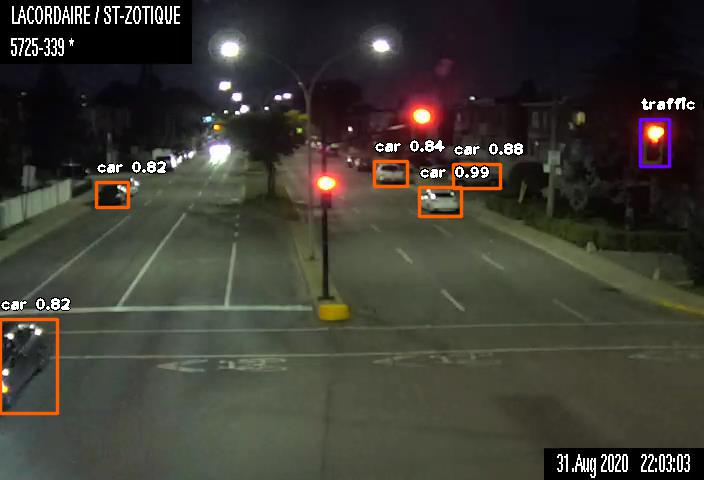 LACORDAIRE / ST-ZOTIQUE
5725-339 *
traffic
car 0.84
car 0.88
car 0.82
car 0.99
car 0.82
31.Aug 2020 22:03:03